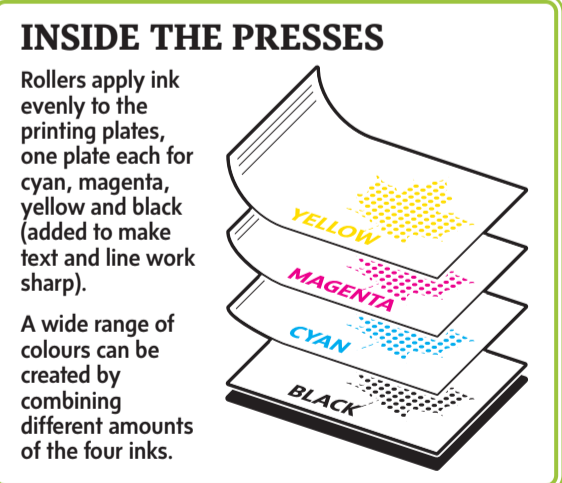 INSIDE THE PRESSES
Rollers apply ink
evenly to the
printing plates,
one plate each for
cyan, magenta,
yellow and black
(added to make
text and line work
sharp).
A wide range of
colours can be
created by
combining
different amounts
of the four inks.
YELLOW
MAGENTA
CYAN
BLACK